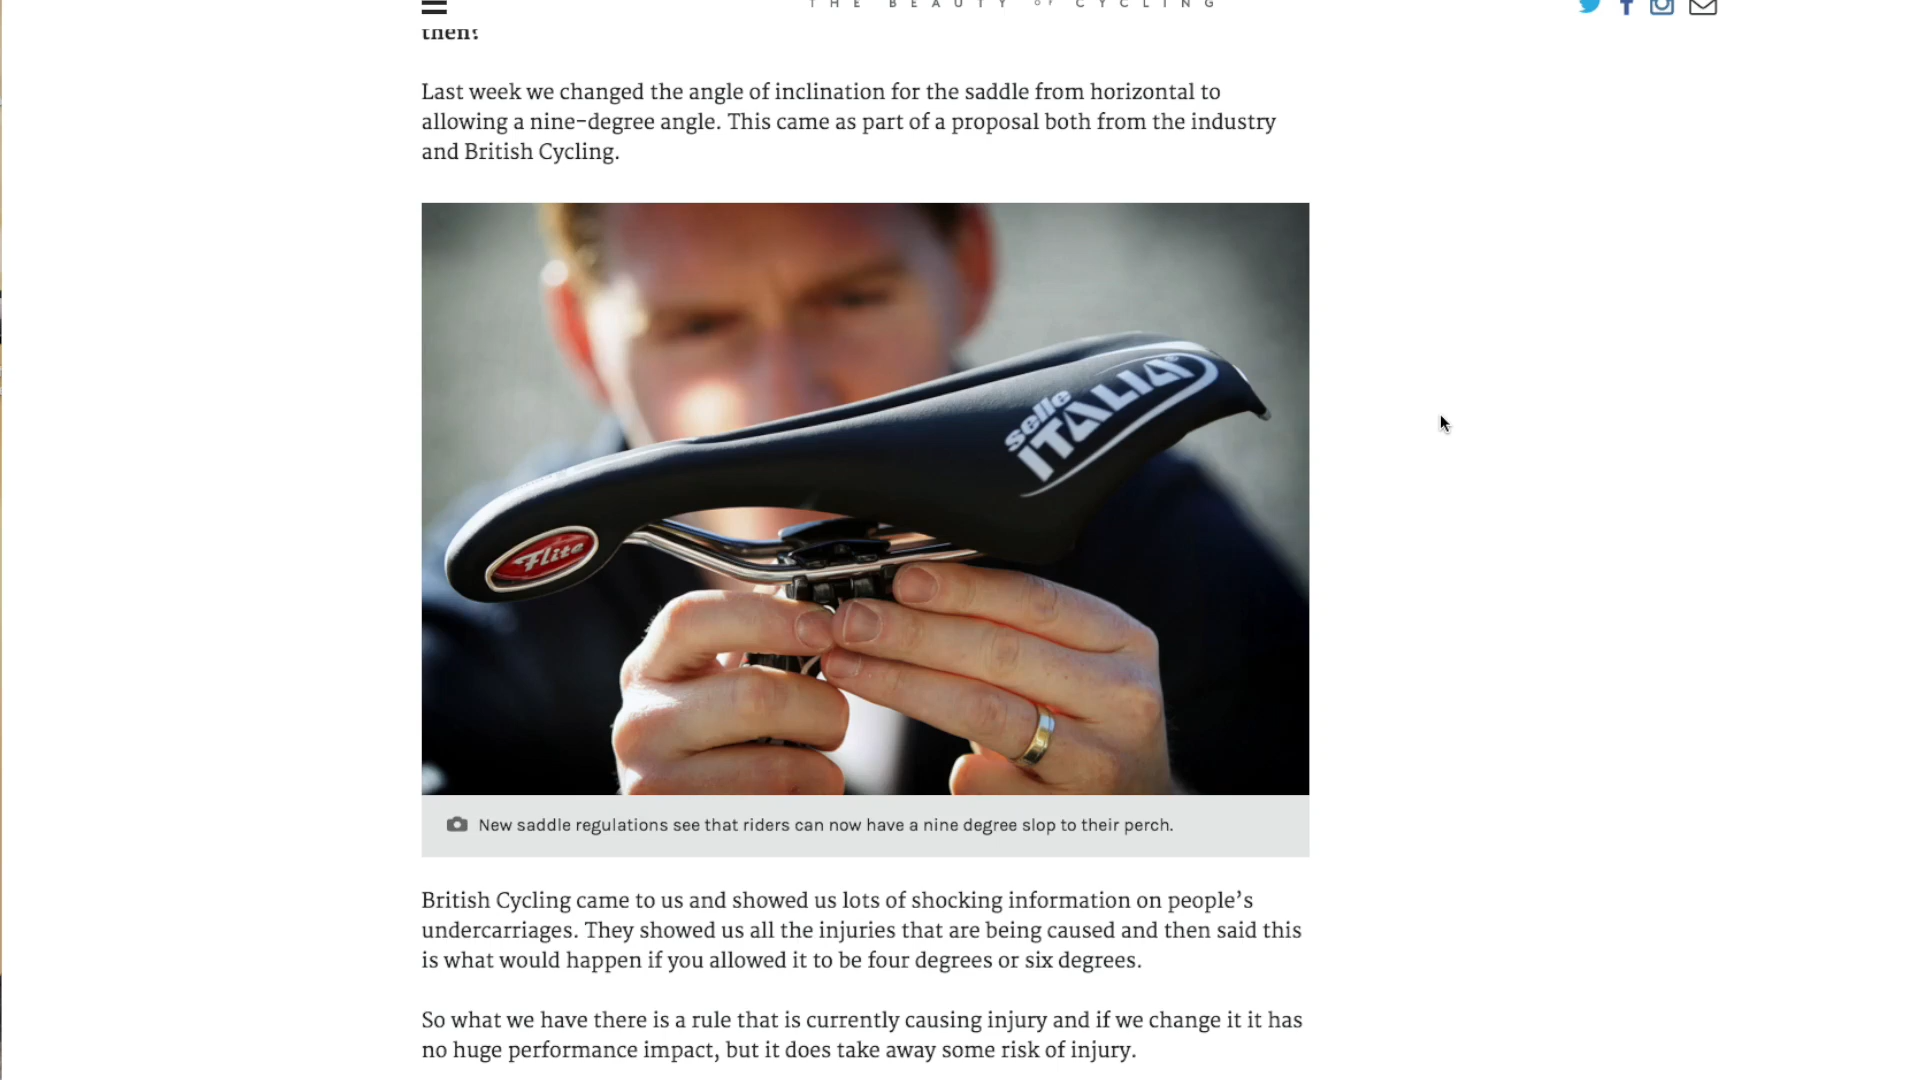 THE BEAUTY OF CYCLING
then?
Last week we changed the angle of inclination for the saddle from horizontal to
allowing a nine-degree angle. This came as part of a proposal both from the industry
and British Cycling.
selle
ITALIA
Flite
New saddle regulations see that riders can now have a nine degree slop to their perch.
British Cycling came to us and showed us lots of shocking information on people’s
undercarriages. They showed us all the injuries that are being caused and then said this
is what would happen if you allowed it to be four degrees or six degrees.
So what we have there is a rule that is currently causing injury and if we change it it has
no huge performance impact, but it does take away some risk of injury.